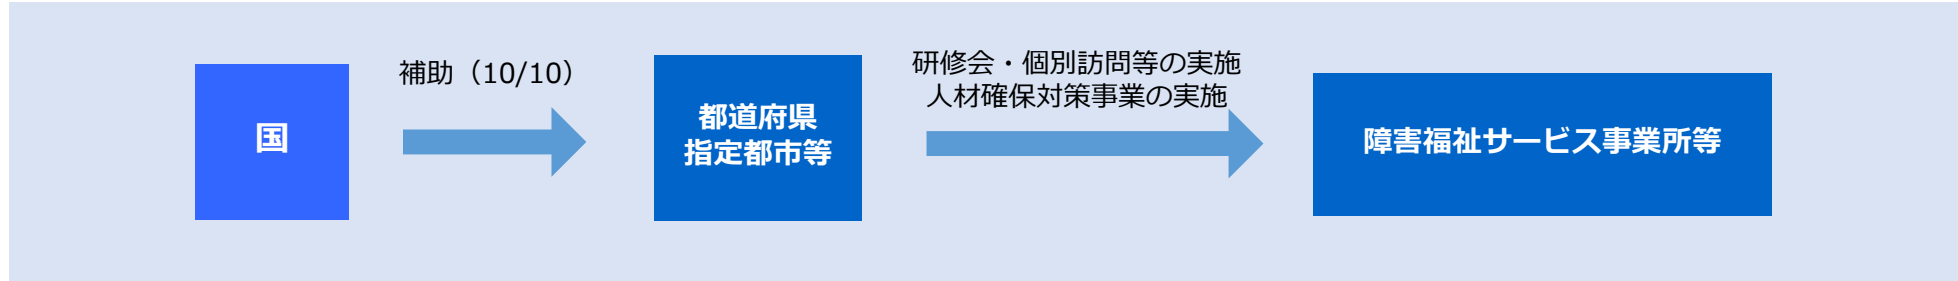 国
補助（10/10）
都道府県
指定都市等
研修会・個別訪問等の実施
人材確保対策事業の実施
障害福祉サービス事業所等